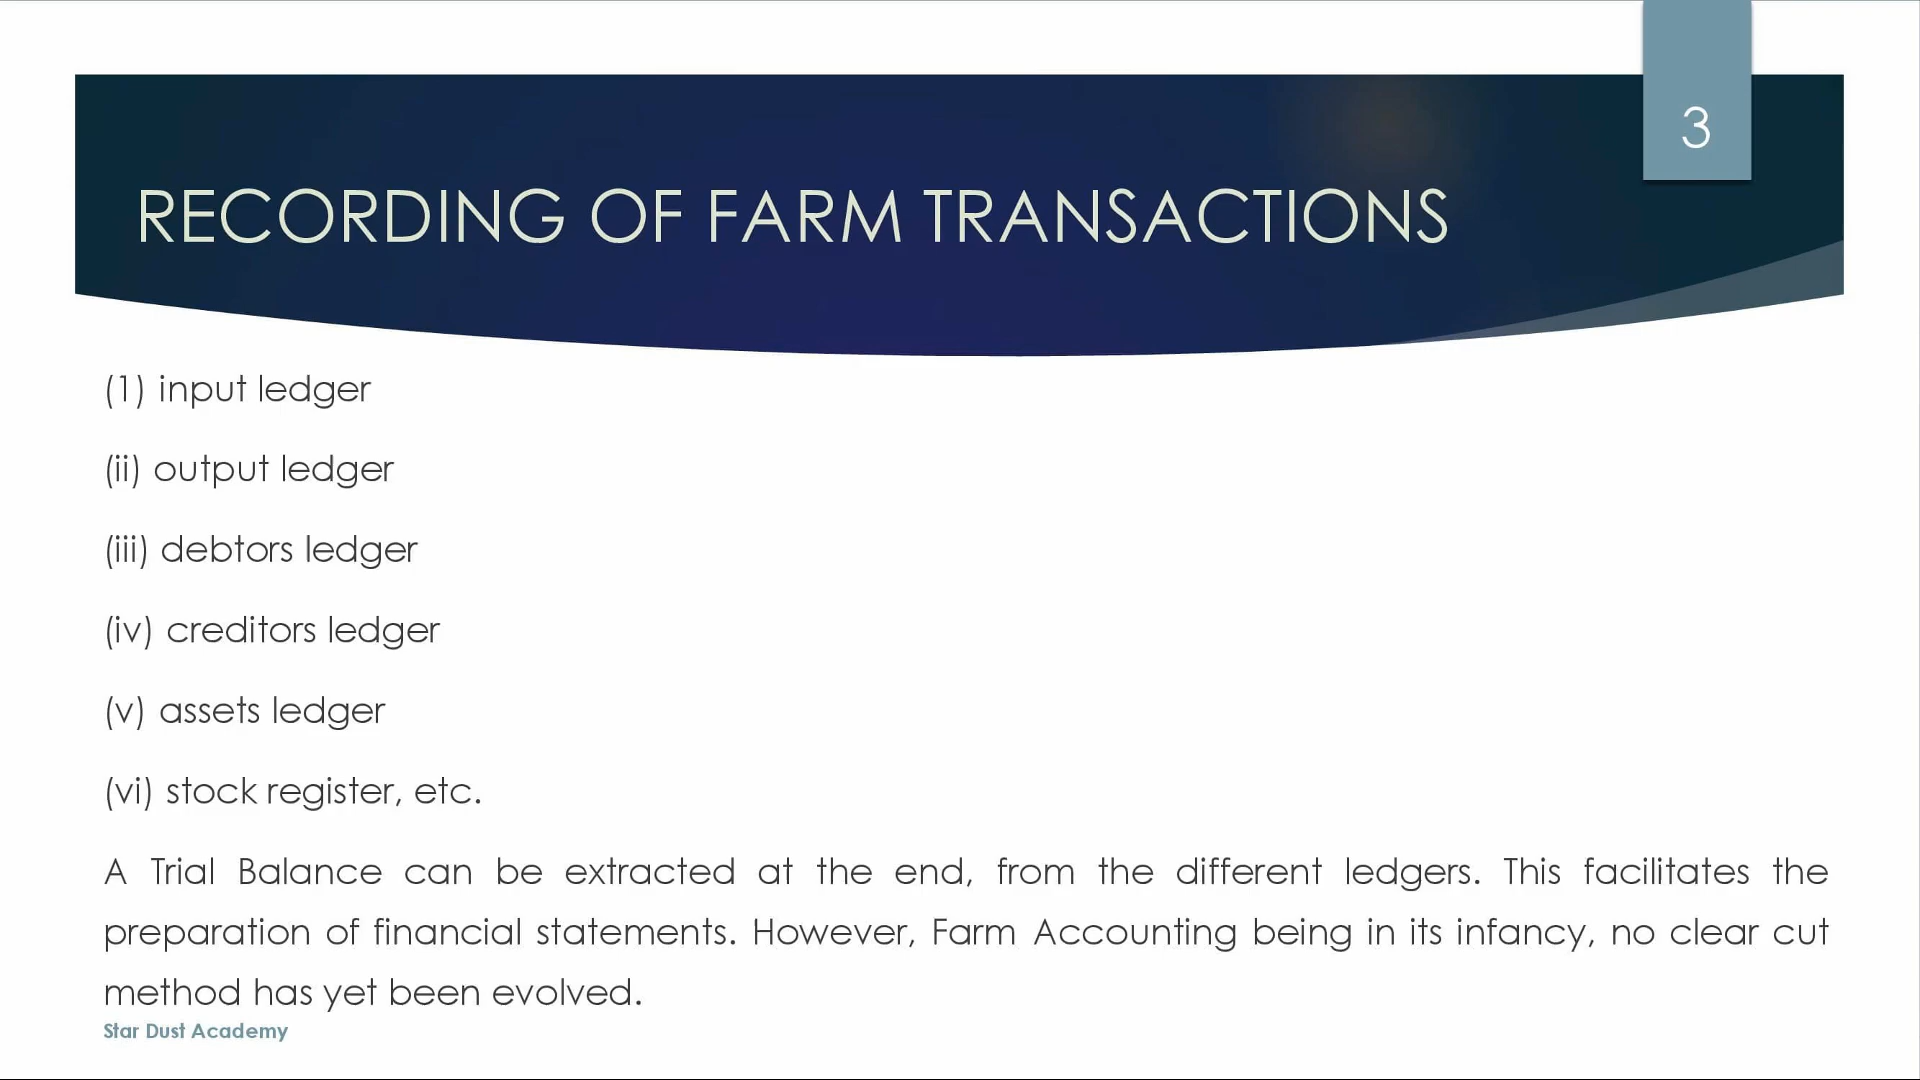 3
RECORDING OF FARM TRANSACTIONS
(1) input ledger
(ii) output ledger
(iii) debtors ledger
(iv) creditors ledger
(v) assets ledger
(vi) stock register, etc.
A Trial Balance can be extracted at the end, from the different ledgers. This facilitates the
preparation of financial statements. However, Farm Accounting being in its infancy, no clear cut
method has yet been evolved.
Star Dust Academy